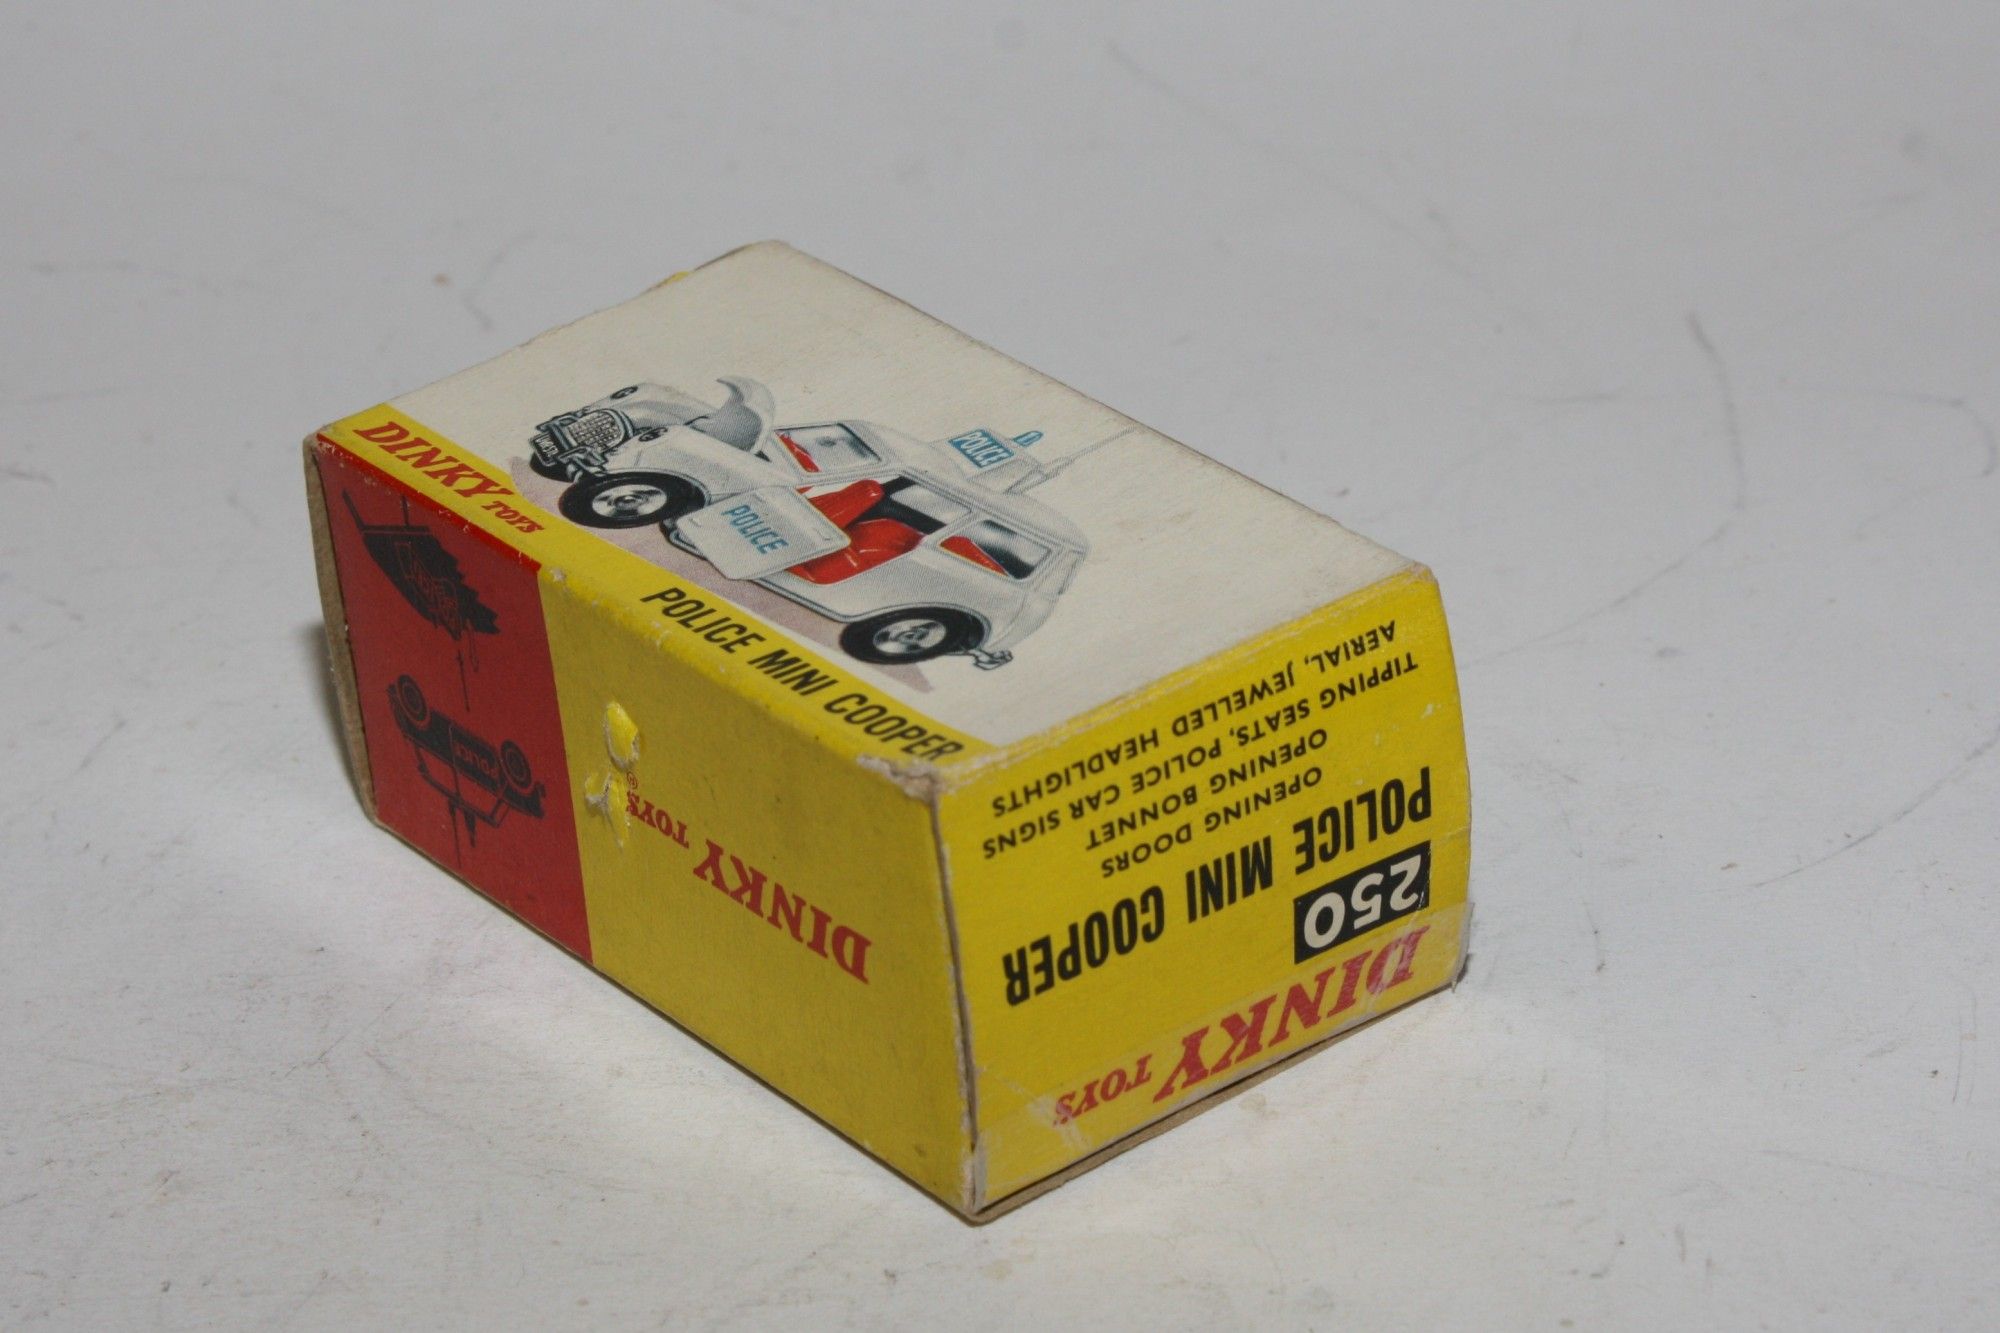 DINKY TOYS
POLICE
POLICE
POLICE MINI COOPER
DINKY TOYS®
POLICE
DINKY TOYS
250
POLICE MINI COOPER
OPENING DOORS
OPENING BONNET
TIPPING SEATS, POLICE CAR SIGNS
AERIAL, JEWELLED HEADLIGHTS